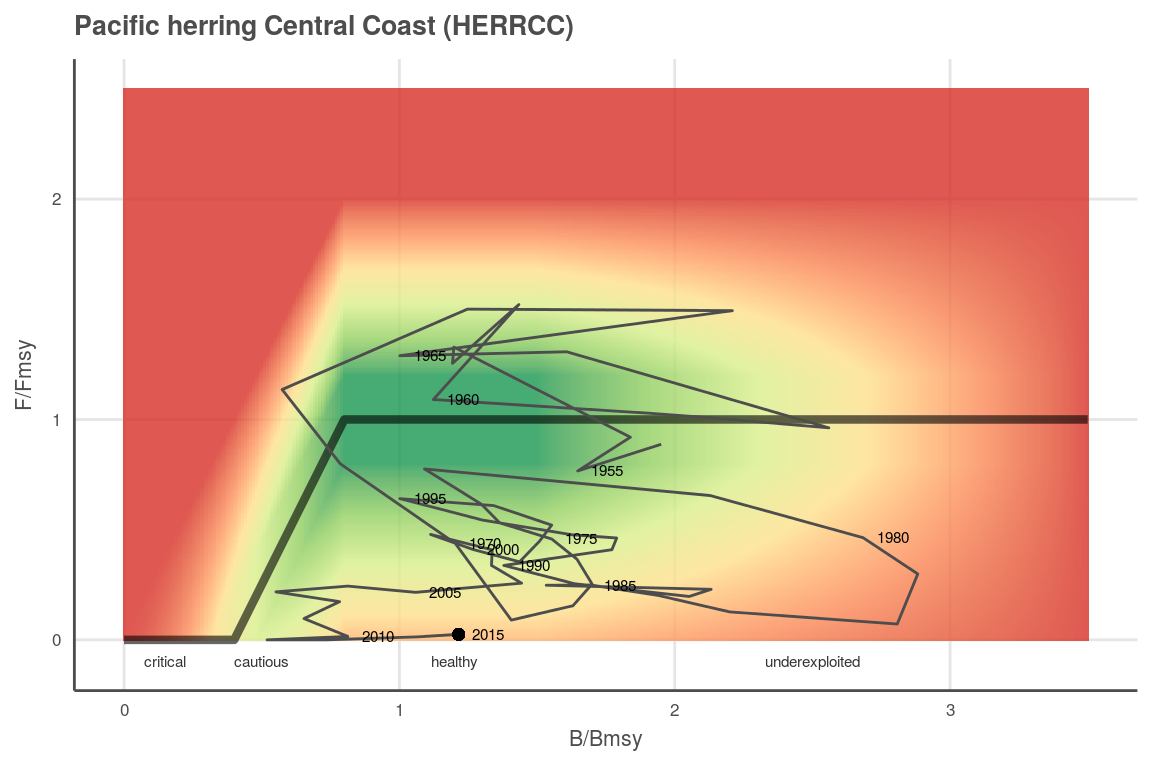 Pacific herring Central Coast (HERRCC)
F/Fmsy
2
1
0
1965
1960
1955
1995
1980
1975
1970
2000
1990
1985
2005
2010
2015
critical
cautious
healthy
underexploited
0
1
2
3
B/Bmsy